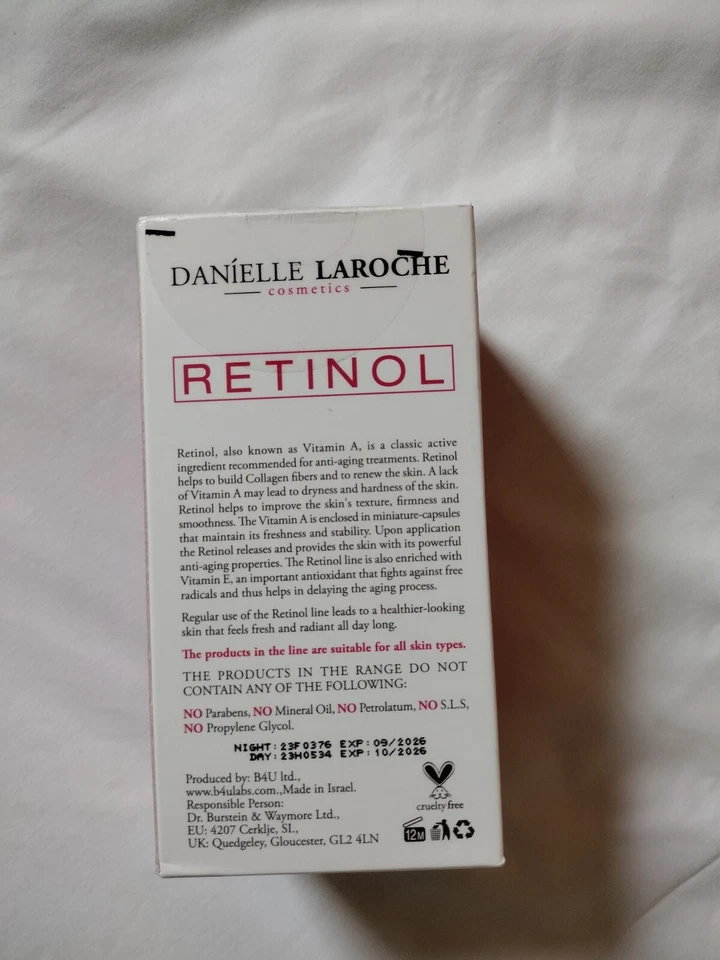 DANÍELLE LAROCHE
cosmetics
RETINOL
Retinol, also known as Vitamin A, is a classic active
ingredient recommended for anti-aging treatments. Retinol
helps to build Collagen fibers and to renew the skin. A lack
of Vitamin A may lead to dryness and hardness of the skin.
Retinol helps to improve the skin's texture, firmness and
smoothness. The Vitamin A is enclosed in miniature-capsules
that maintain its freshness and stability. Upon application
the Retinol releases and provides the skin with its powerful
anti-aging properties. The Retinol line is also enriched with
Vitamin E, an important antioxidant that fights against free
radicals and thus helps in delaying the aging process.
Regular use of the Retinol line leads to a healthier-looking
skin that feels fresh and radiant all day long.
The products in the line are suitable for all skin types.
THE PRODUCTS IN THE RANGE DO NOT
CONTAIN ANY OF THE FOLLOWING:
NO Parabens, NO Mineral Oil, NO Petrolatum, NO S.L.S,
NO Propylene Glycol.
NIGHT: 23F0376 EXP: 09/2026
DAY: 23H0534 EXP: 10/2026
Produced by: B4U ltd.,
www.b4ulabs.com.,Made in Israel.
Responsible Person:
Dr. Burstein & Waymore Ltd.,
EU: 4207 Cerklje, SI.,
UK: Quedgeley, Gloucester, GL2 4LN
cruelty free
12M